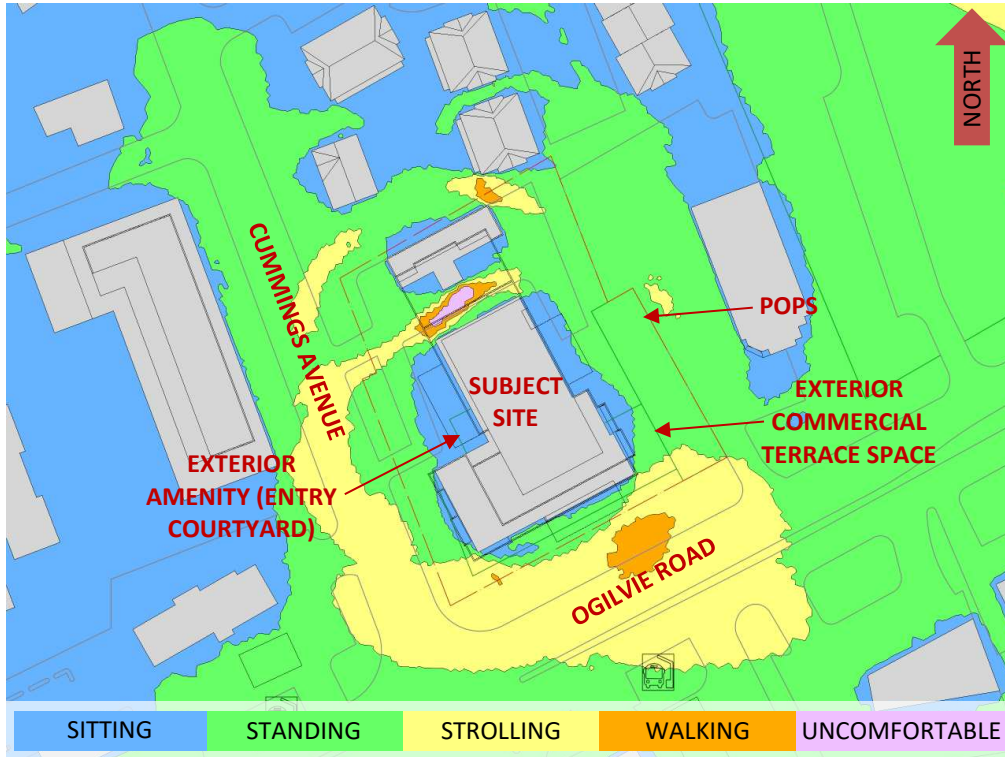 NORTH
CUMMINGS AVENUE
POPS
SUBJECT
SITE
EXTERIOR
COMMERCIAL
TERRACE SPACE
EXTERIOR
AMENITY (ENTRY
COURTYARD)
OGILVIE ROAD
SITTING
STANDING
STROLLING
WALKING
UNCOMFORTABLE